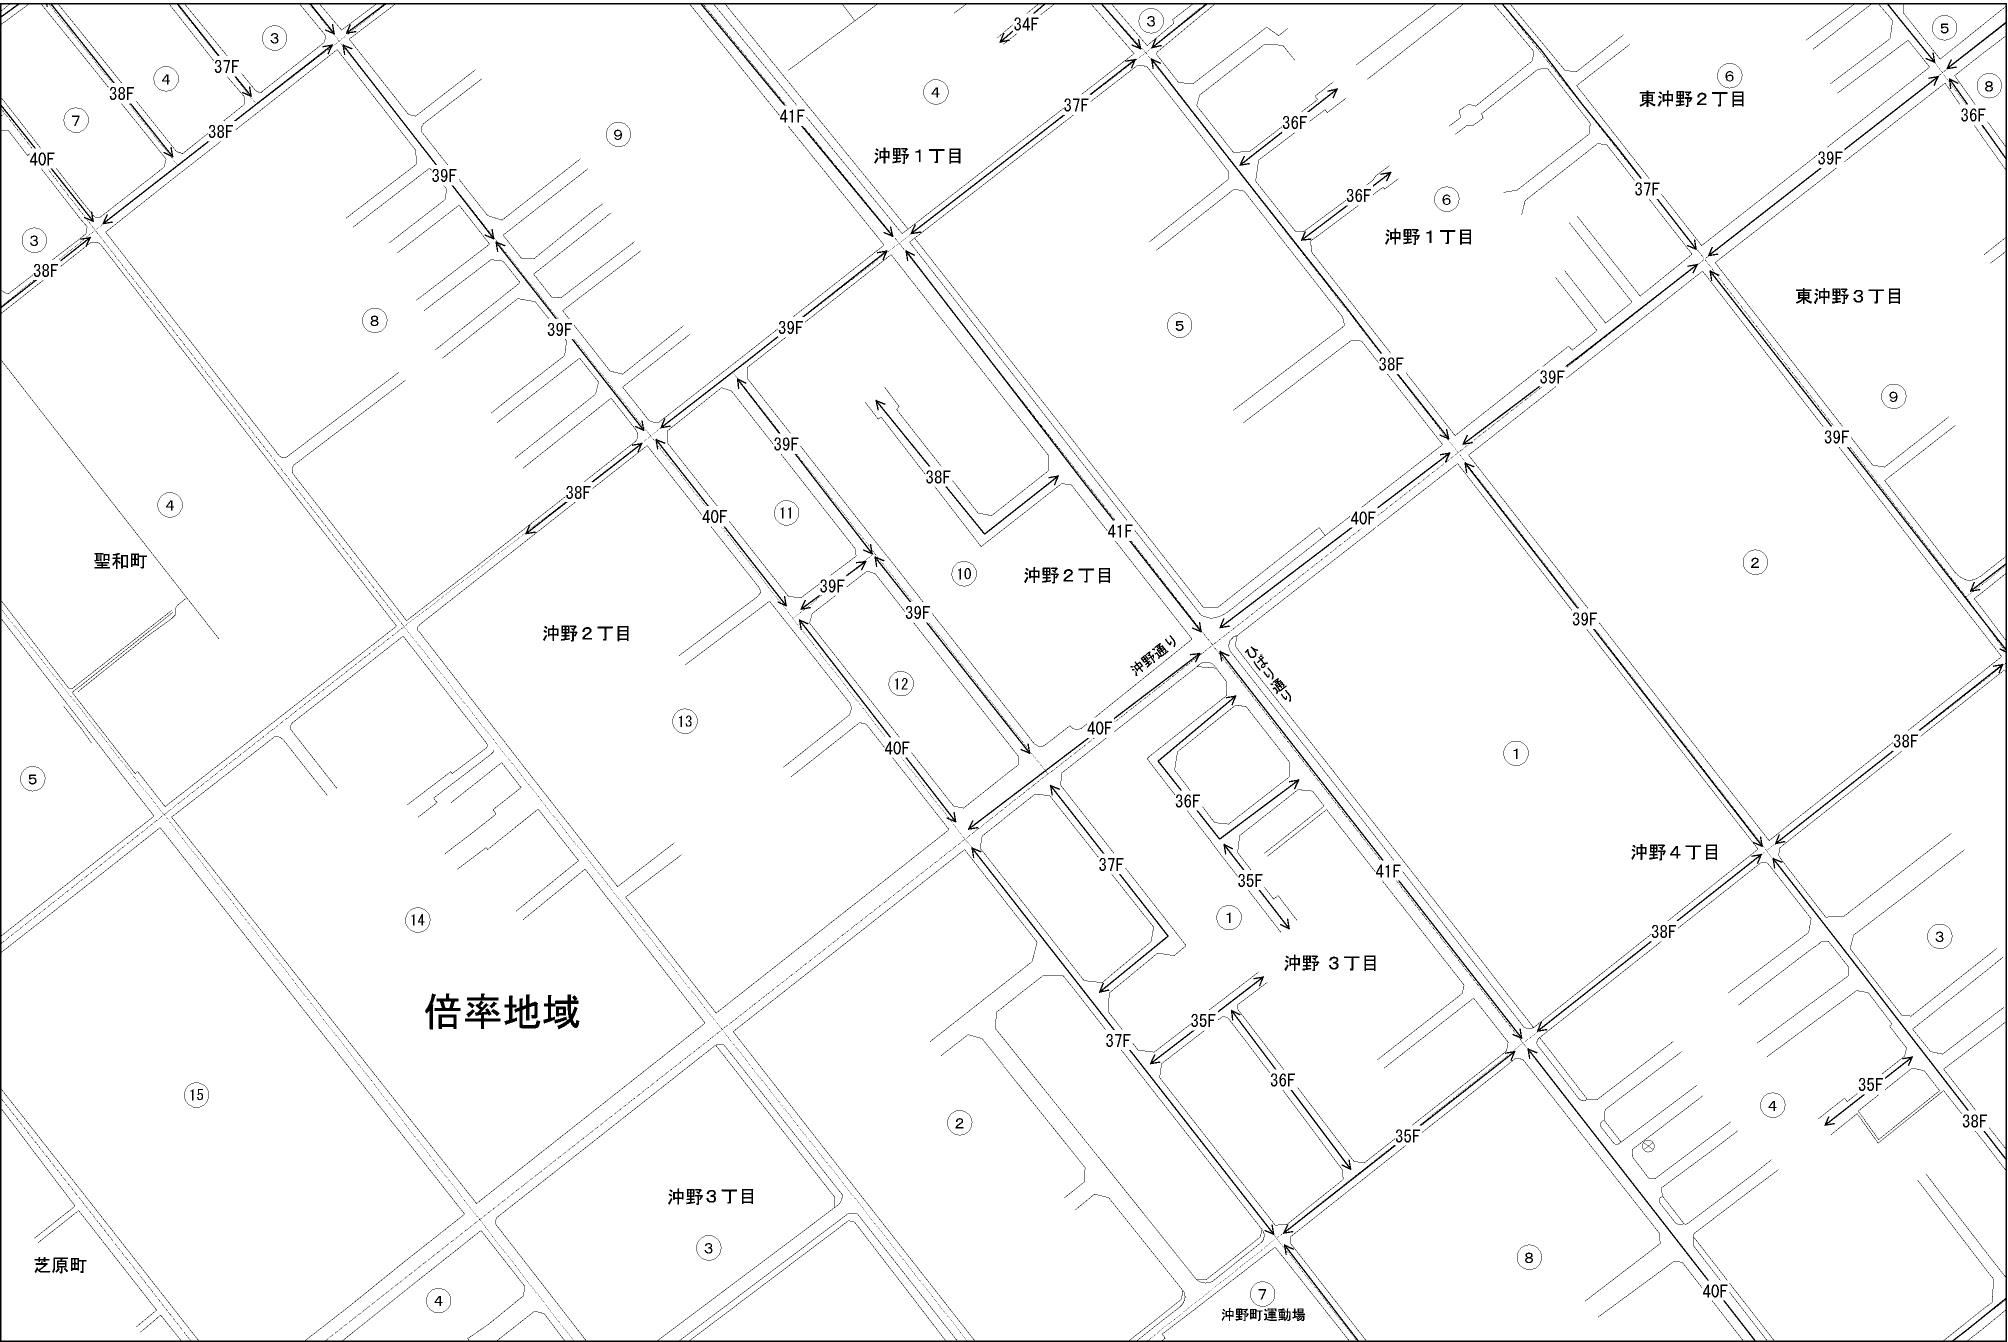 34F
③
③
⑤
37F
④
⑥
38F
④
37F
⑧
東沖野２丁目
36F
⑦
41F
36F
38F
⑨
沖野１丁目
39F
40F
39F
37F
36F
⑥
③
沖野１丁目
38F
東沖野３丁目
⑧
39F
39F
⑤
38F
39F
⑨
39F
39F
38F
38F
④
40F
⑪
40F
41F
聖和町
⑩
沖野２丁目
②
39F
39F
39F
沖野２丁目
沖野通り
ひばり通り
⑫
⑬
40F
38F
40F
①
⑤
36F
沖野４丁目
37F
41F
35F
⑭
①
38F
③
沖野 ３丁目
倍率地域
35F
37F
36F
35F
⑮
④
②
38F
35F
沖野３丁目
③
⑧
芝原町
④
⑦
40F
沖野町運動場